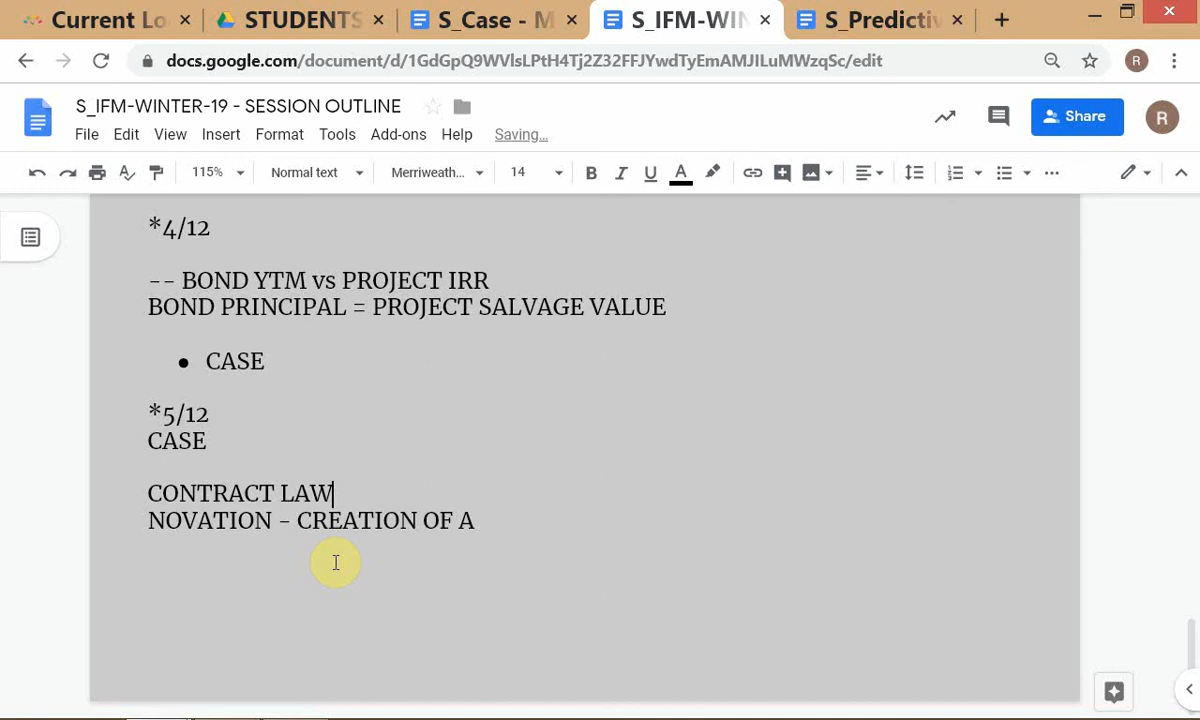 Current Lo
STUDENTS
S_Case - M
S_IFM-WIN
S_Predictiv
docs.google.com/document/d/1GdGpQ9WVlsLPtH4Tj2Z32FFJYwdTyEmAMJILuMWzqSc/edit
R
S_IFM-WINTER-19 - SESSION OUTLINE
File Edit View Insert Format Tools Add-ons Help Saving...
Share
R
115% Normal text Merriweath... 14 B I U A
*4/12
-- BOND YTM vs PROJECT IRR
BOND PRINCIPAL = PROJECT SALVAGE VALUE
● CASE
*5/12
CASE
CONTRACT LAW
NOVATION - CREATION OF A